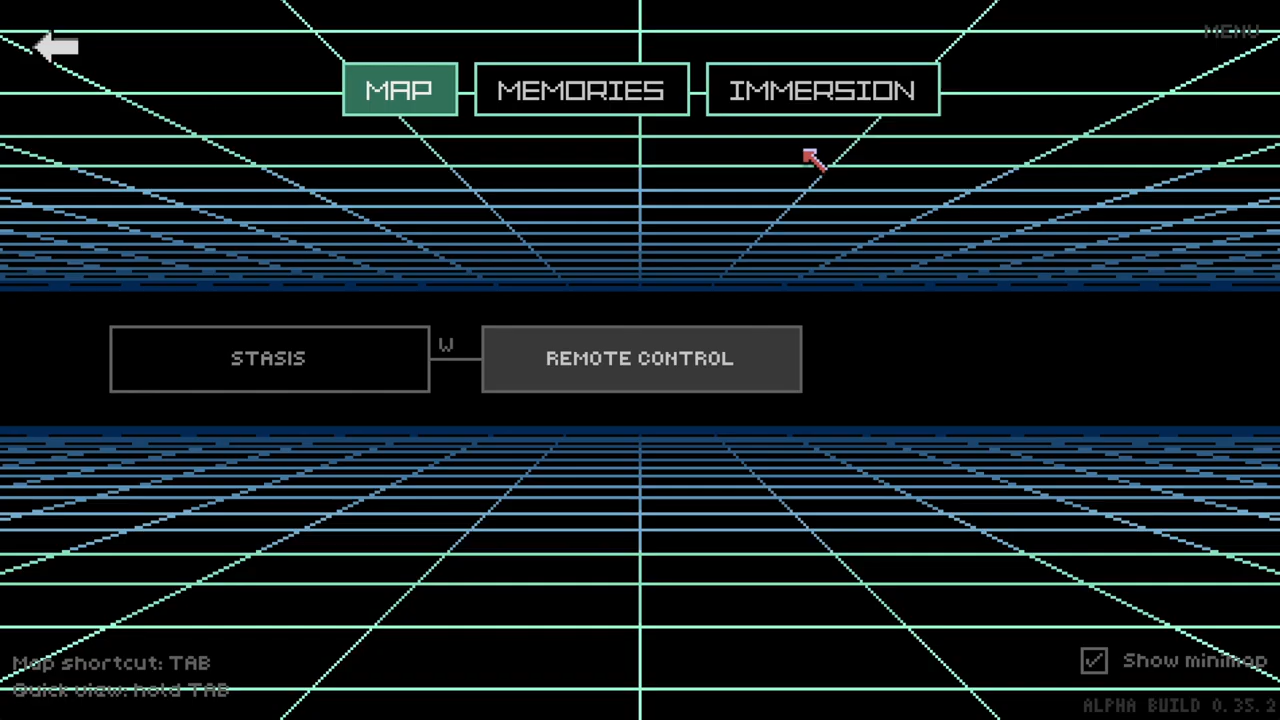 MENU
MAP
MEMORIES
IMMERSION
STASIS
W
REMOTE CONTROL
Map shortcut: TAB
Quick view: hold TAB
Show minimap
ALPHA BUILD 0.35.2